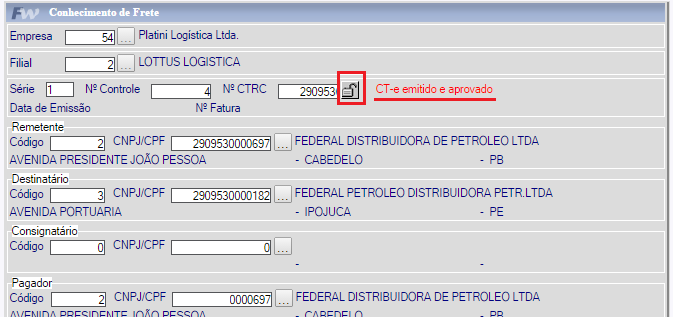 FW Conhecimento de Frete
Empresa 54 ... Platini Logística Ltda.
Filial 2 ... LOTTUS LOGISTICA
Série 1 Nº Controle 4 Nº CTRC 290953 CT-e emitido e aprovado
Data de Emissão Nº Fatura
Remetente
Código 2 CNPJ/CPF 2909530000697 ... FEDERAL DISTRIBUIDORA DE PETROLEO LTDA
AVENIDA PRESIDENTE JOÃO PESSOA - CABEDELO - PB
Destinatário
Código 3 CNPJ/CPF 2909530000182 ... FEDERAL PETROLEO DISTRIBUIDORA PETR.LTDA
AVENIDA PORTUARIA - IPOJUCA - PE
Consignatário
Código 0 CNPJ/CPF 0 ...
- -
Pagador
Código 2 CNPJ/CPF 0000697 ... FEDERAL DISTRIBUIDORA DE PETROLEO LTDA
AVENIDA PRESIDENTE JOÃO PESSOA - CABEDELO - PB